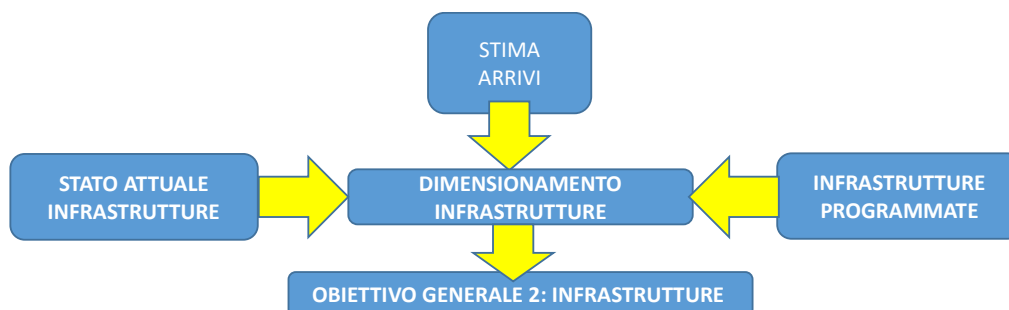 STIMA
ARRIVI
STATO ATTUALE
INFRASTRUTTURE
DIMENSIONAMENTO
INFRASTRUTTURE
INFRASTRUTTURE
PROGRAMMATE
OBIETTIVO GENERALE 2: INFRASTRUTTURE